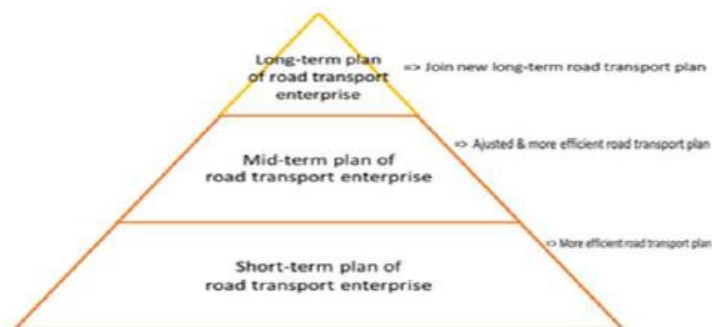 Long-term plan
of road transport
enterprise
=> Join new long-term road transport plan
=> Ajusted & more efficient road transport plan
Mid-term plan of
road transport enterprise
=> More efficient road transport plan
Short-term plan of
road transport enterprise